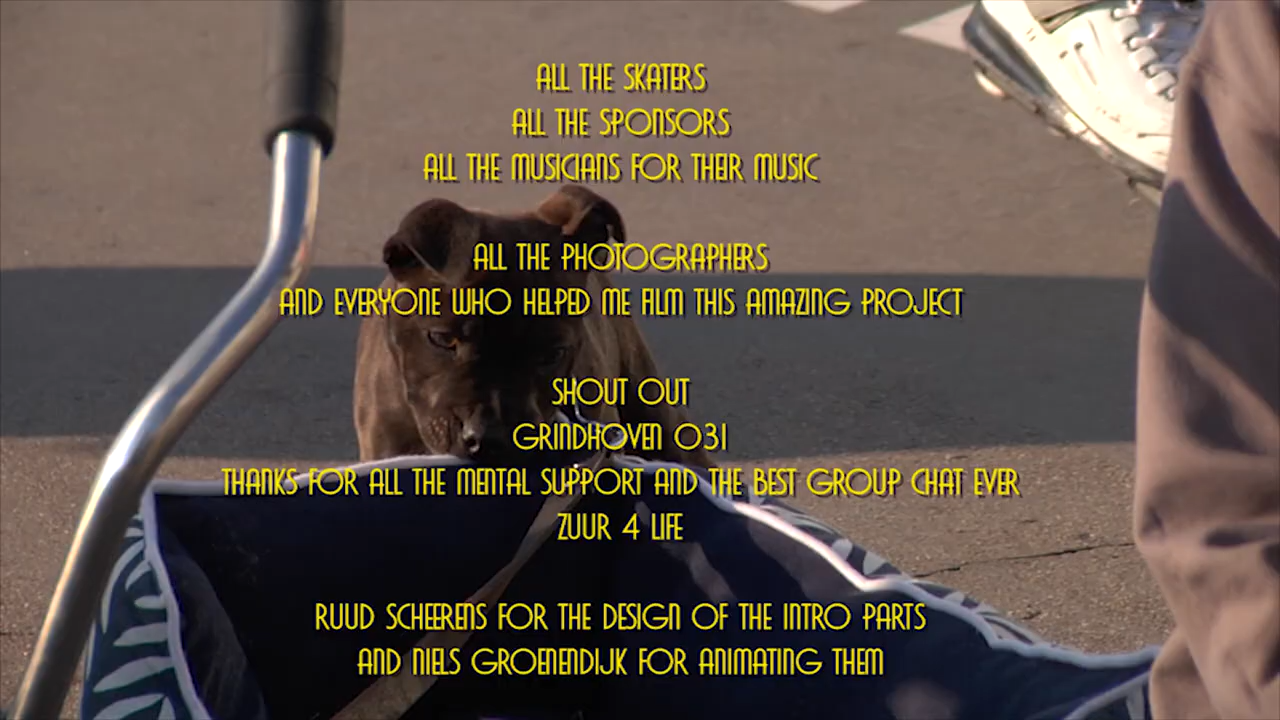 ALL THE SKATERS
ALL THE SPONSORS
ALL THE MUSICIANS FOR THEIR MUSIC
ALL THE PHOTOGRAPHERS
AND EVERYONE WHO HELPED ME FILM THIS AMAZING PROJECT
SHOUT OUT
GRINDHOVEN 031
THANKS FOR ALL THE MENTAL SUPPORT AND THE BEST GROUP CHAT EVER
ZUUR 4 LIFE
RUUD SCHEERENS FOR THE DESIGN OF THE INTRO PARTS
AND NIELS GROENENDIJK FOR ANIMATING THEM